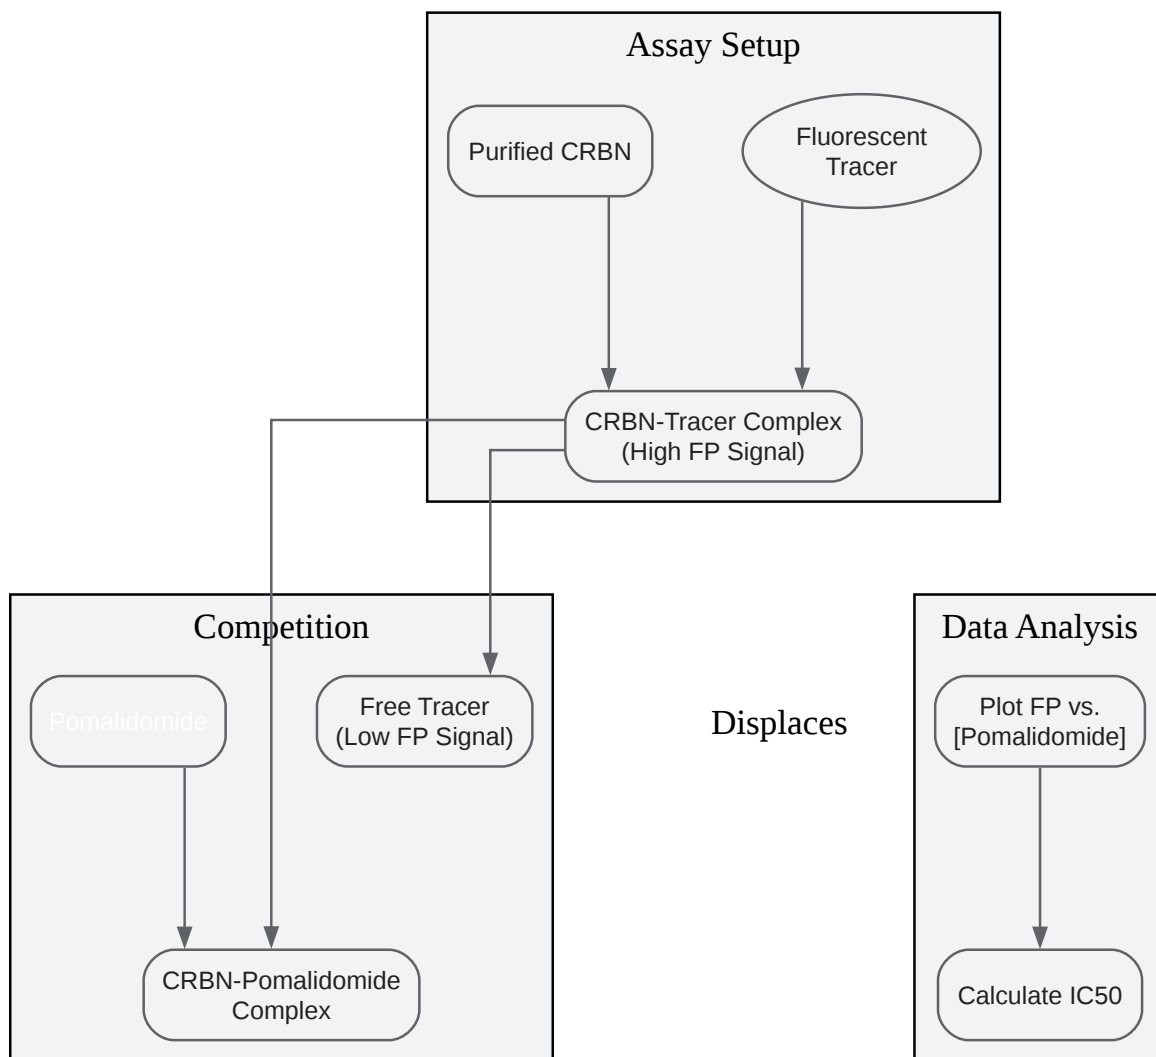 Assay Setup
Purified CRBN
Fluorescent
Tracer
CRBN-Tracer Complex
(High FP Signal)
Competition
Pomalidomide
Free Tracer
(Low FP Signal)
CRBN-Pomalidomide
Complex
Displaces
Data Analysis
Plot FP vs.
[Pomalidomide]
Calculate IC50